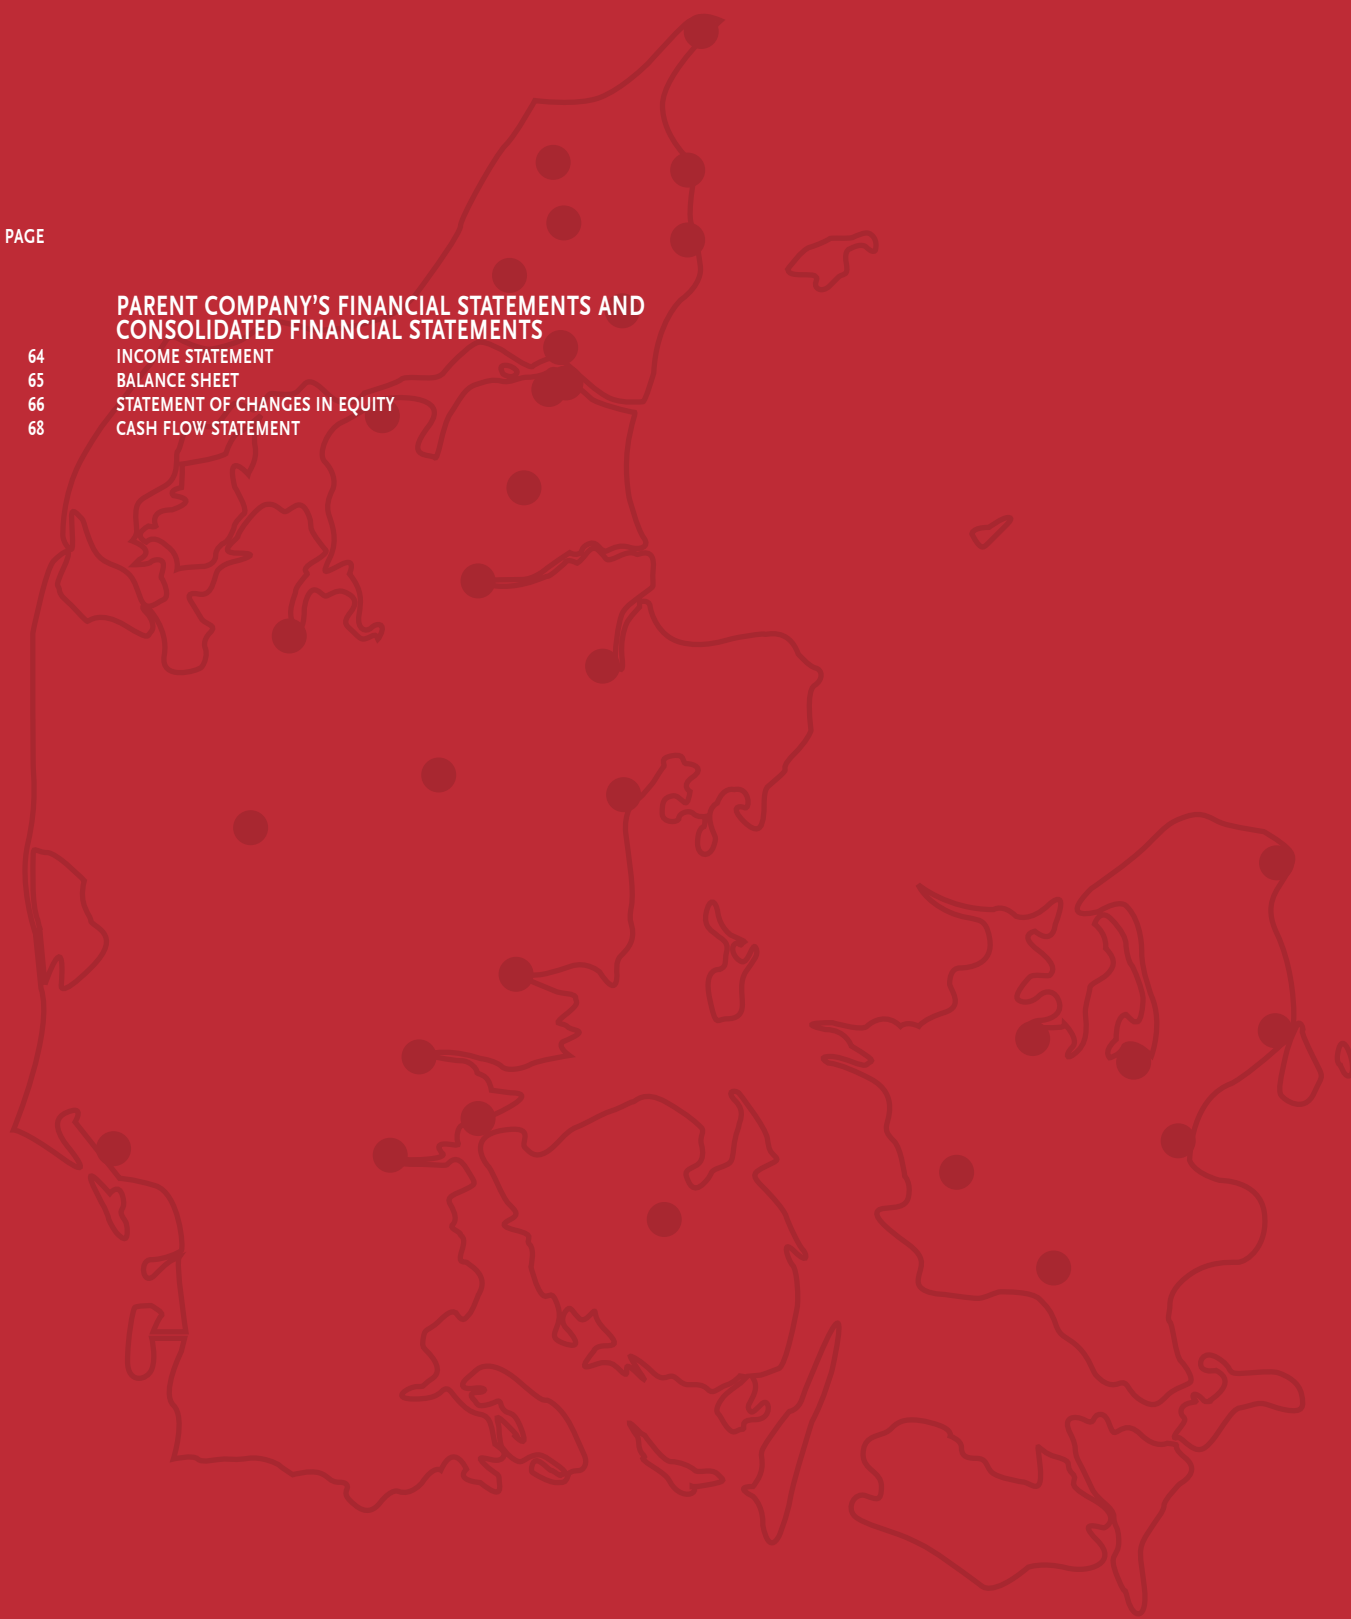 PAGE
PARENT COMPANY’S FINANCIAL STATEMENTS AND
CONSOLIDATED FINANCIAL STATEMENTS
64 INCOME STATEMENT
65 BALANCE SHEET
66 STATEMENT OF CHANGES IN EQUITY
68 CASH FLOW STATEMENT